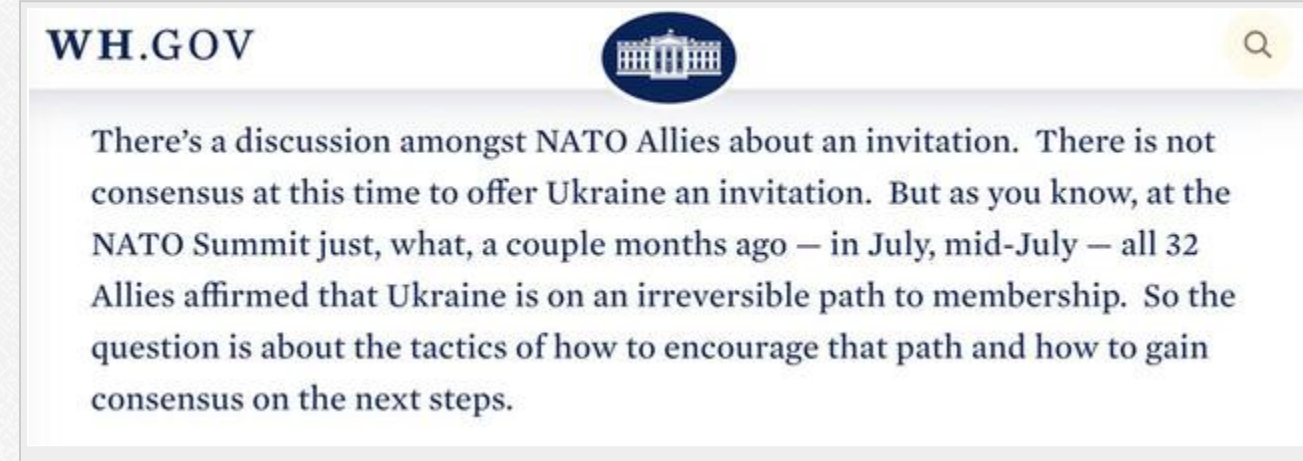 WH.GOV
There’s a discussion amongst NATO Allies about an invitation.  There is not
consensus at this time to offer Ukraine an invitation.  But as you know, at the
NATO Summit just, what, a couple months ago — in July, mid-July — all 32
Allies affirmed that Ukraine is on an irreversible path to membership.  So the
question is about the tactics of how to encourage that path and how to gain
consensus on the next steps.